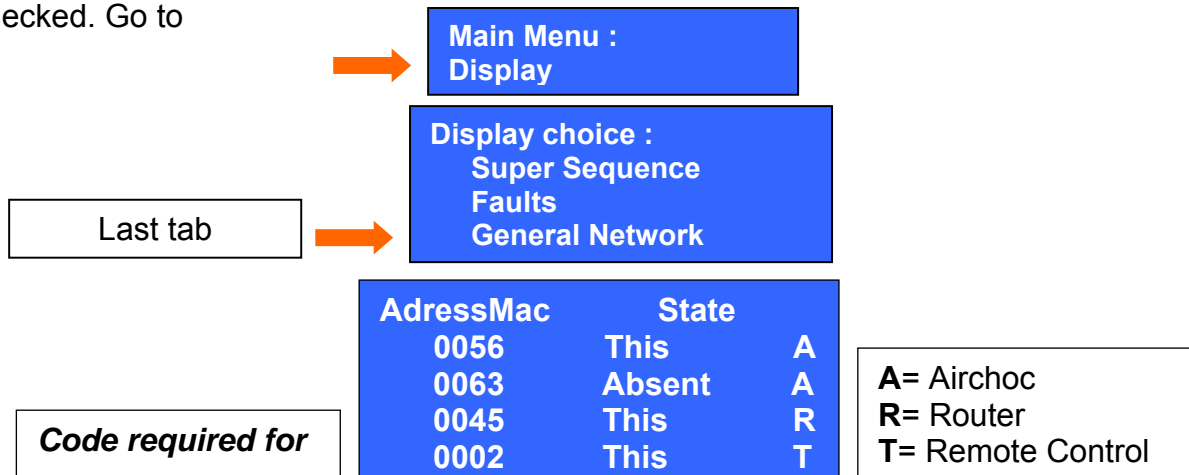 ecked. Go to
Main Menu :
Display
Display choice :
Super Sequence
Faults
General Network
Last tab
AdressMac State
0056 This A
0063 Absent A
0045 This R
0002 This T
A= Airchoc
R= Router
T= Remote Control
Code required for